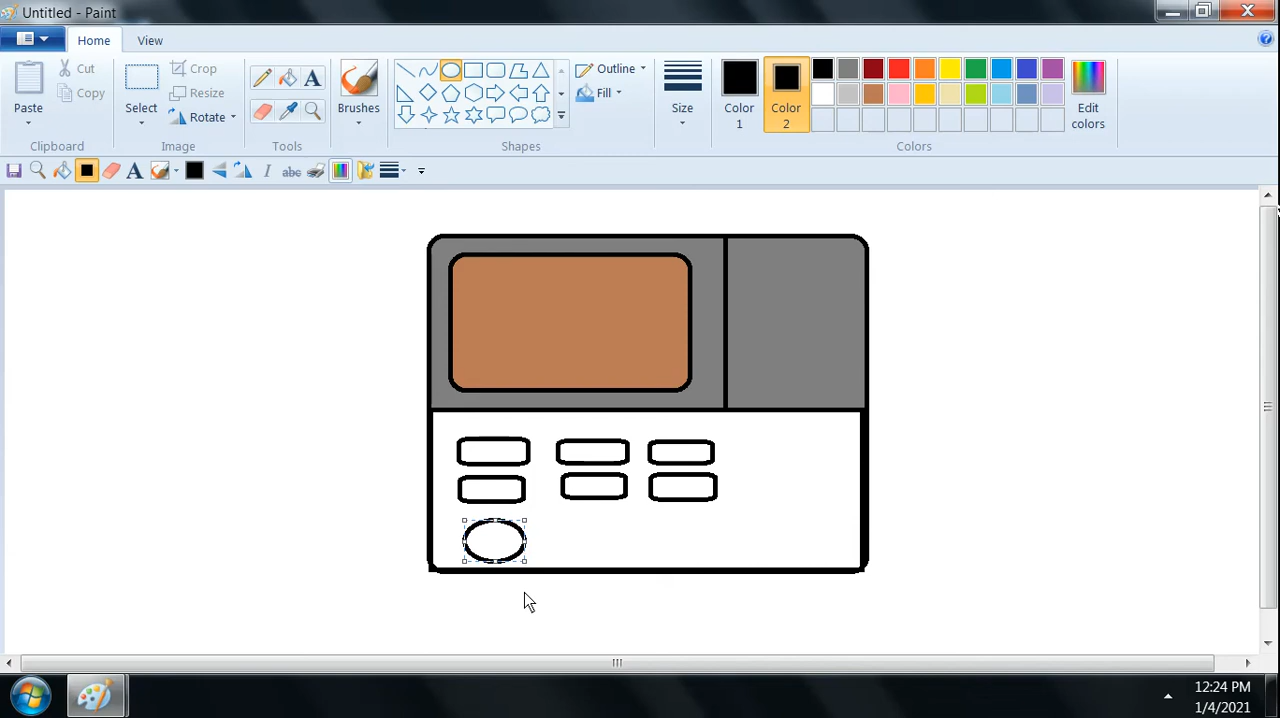 Untitled - Paint
Home View
Cut
Copy
Paste
Clipboard
Select
Crop
Resize
Rotate
Image
A
Tools
Brushes
Shapes
Outline
Fill
Size
Color 1
Color 2
Edit colors
Colors
A I abc
12:24 PM
1/4/2021